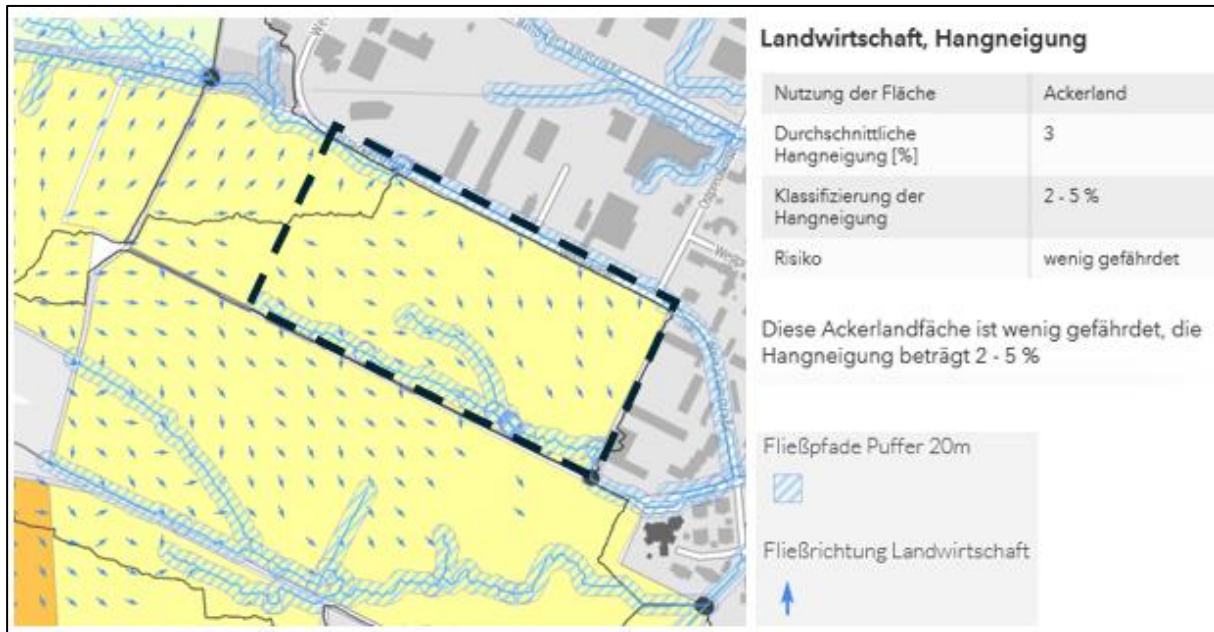 Landwirtschaft, Hangneigung
Nutzung der Fläche Ackerland
Durchschnittliche
Hangneigung [%] 3
Klassifizierung der
Hangneigung 2 - 5 %
Risiko wenig gefährdet
Diese Ackerlandfäche ist wenig gefährdet, die
Hangneigung beträgt 2 - 5 %
Fließpfade Puffer 20m
Fließrichtung Landwirtschaft